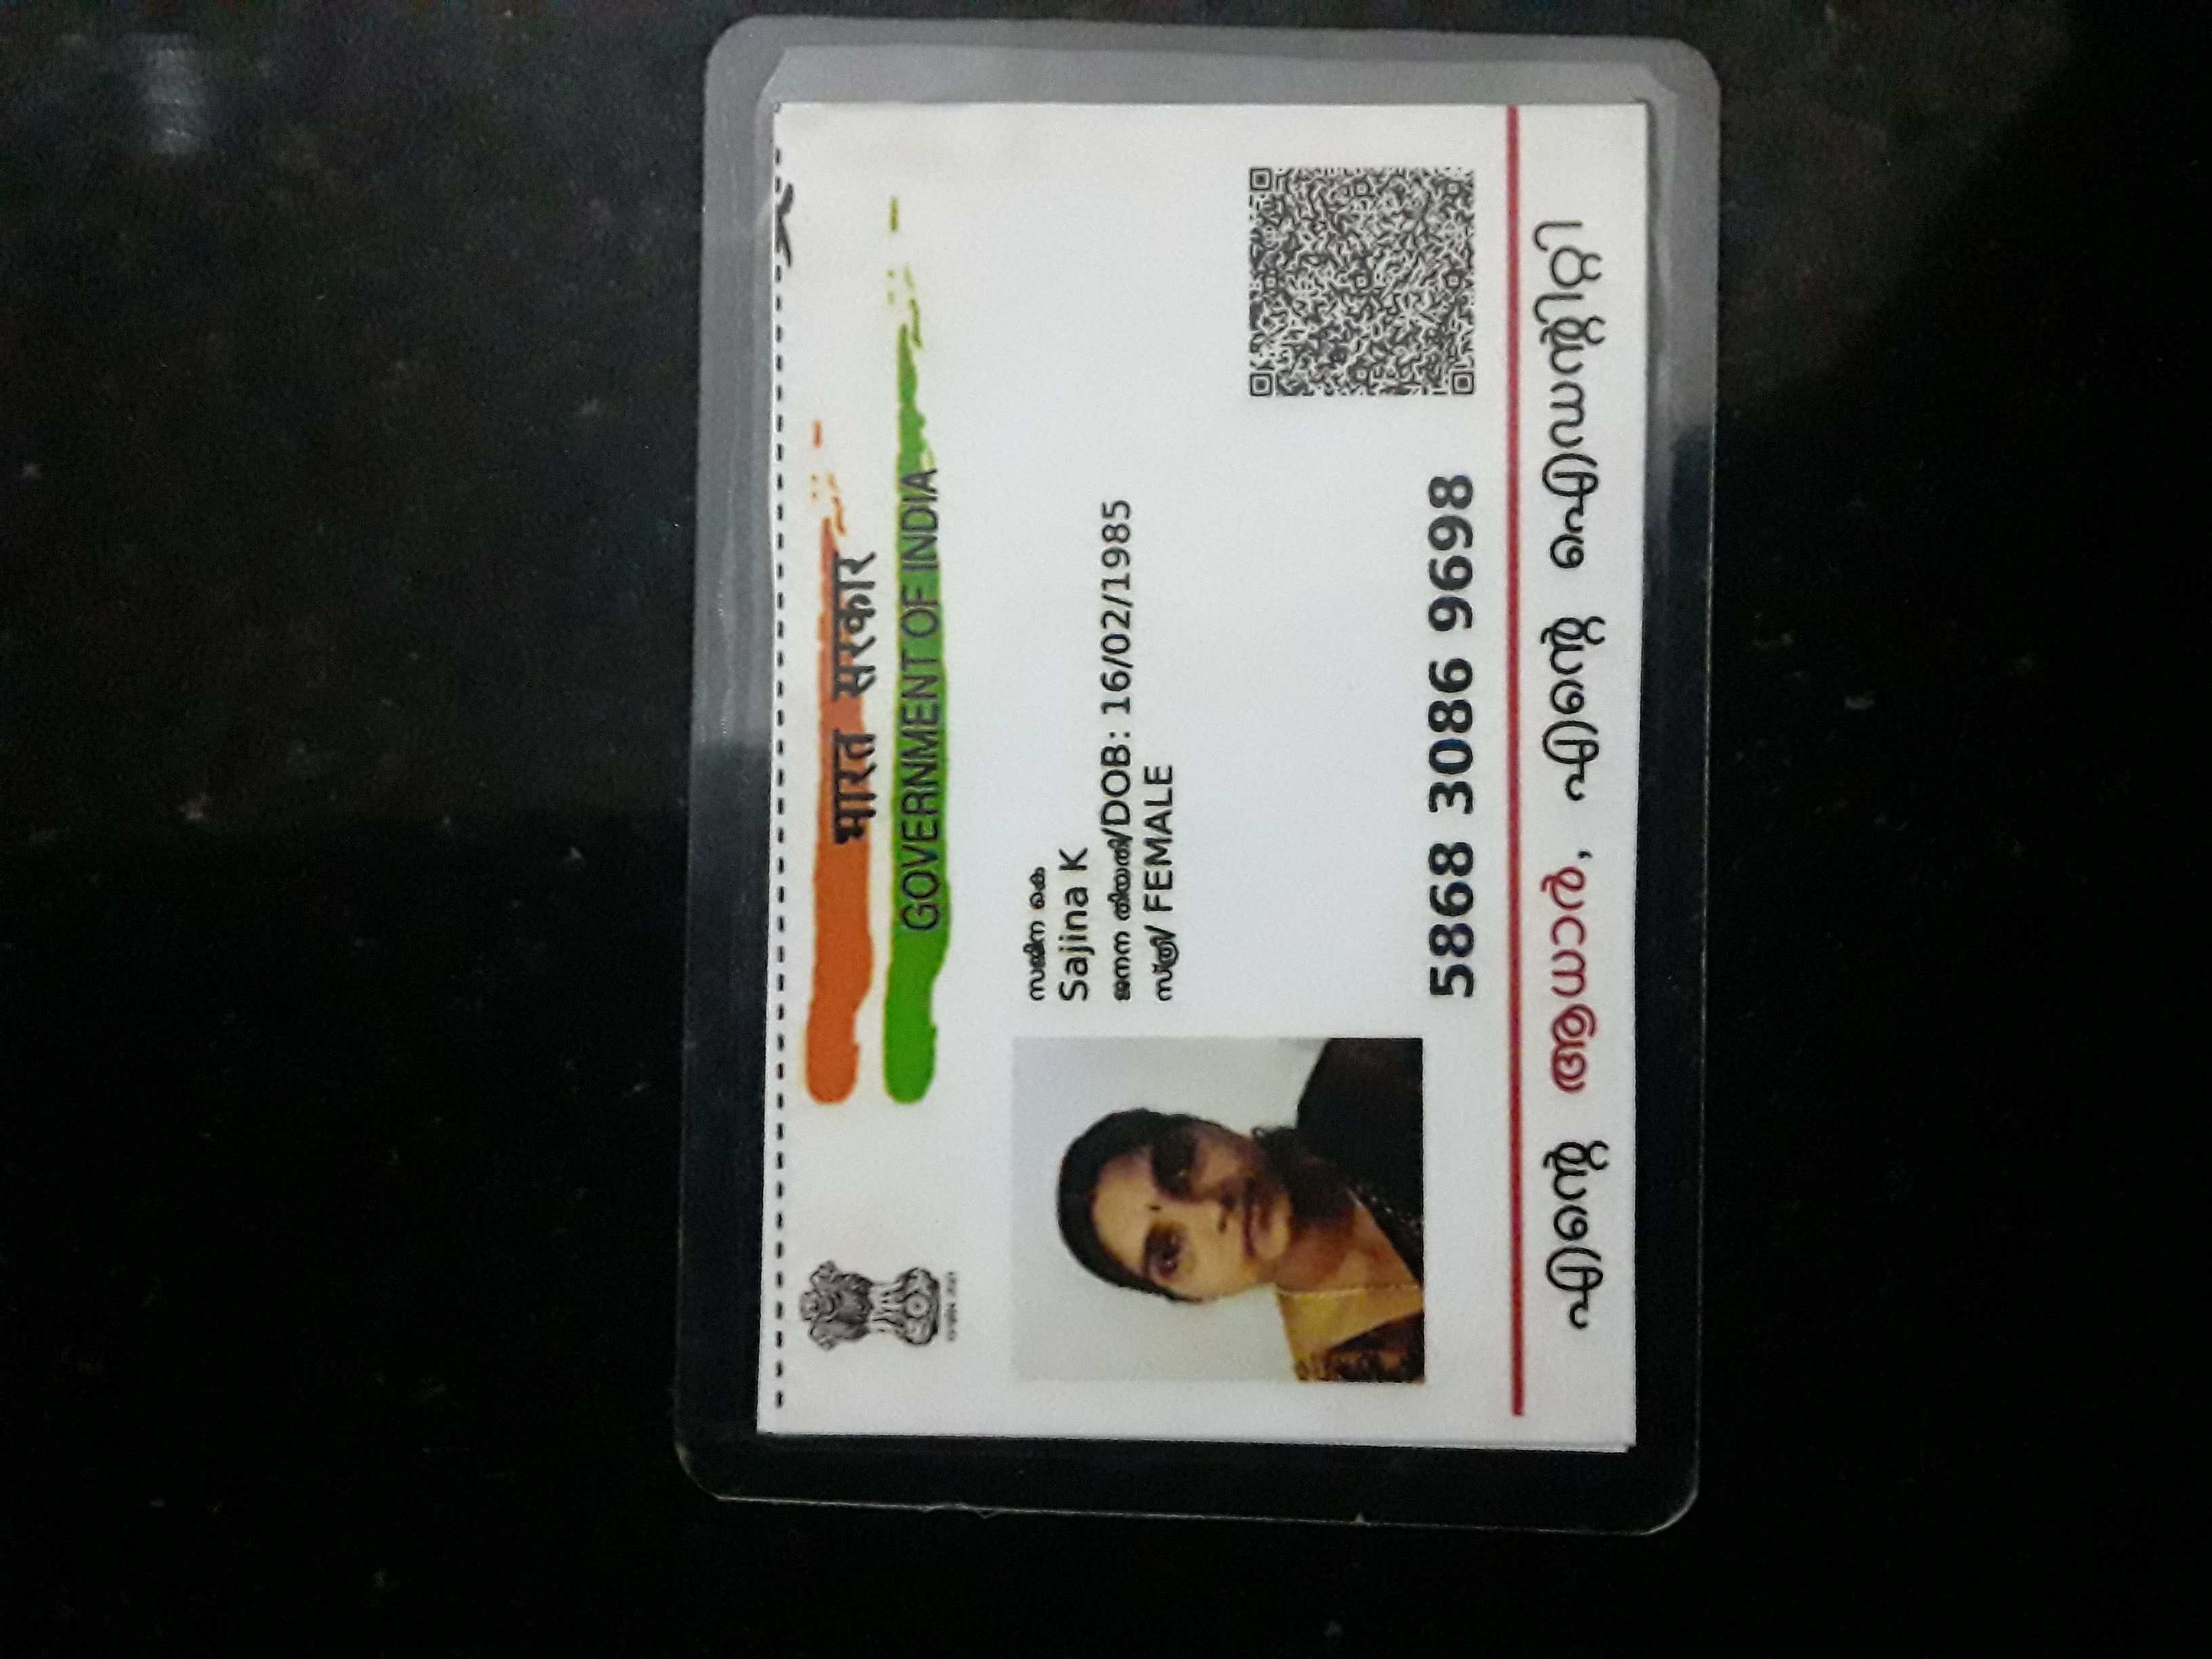 भारत सरकार
GOVERNMENT OF INDIA
സജിന കെ
Sajina K
ജനന തിയതി/DOB: 16/02/1985
സ്ത്രീ/ FEMALE
5868 3086 9698
എന്റെ ആധാർ, എന്റെ ഐഡന്റിറ്റി